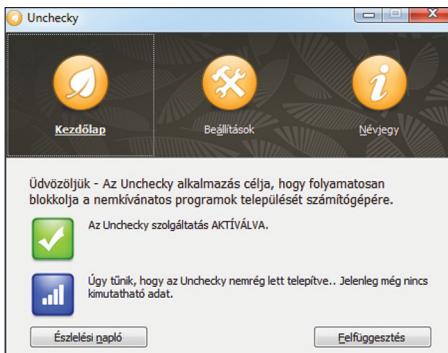 Unchecky
Kezdőlap
Beállítások
Névjegy
Üdvözöljük - Az Unchecky alkalmazás célja, hogy folyamatosan
blokkolja a nemkívánatos programok települését számítógépére.
Az Unchecky szolgáltatás AKTÍVÁLVA.
Úgy tűnik, hogy az Unchecky nemrég lett telepítve.. Jelenleg még nincs
kimutatható adat.
Észlelési napló
Felfüggesztés